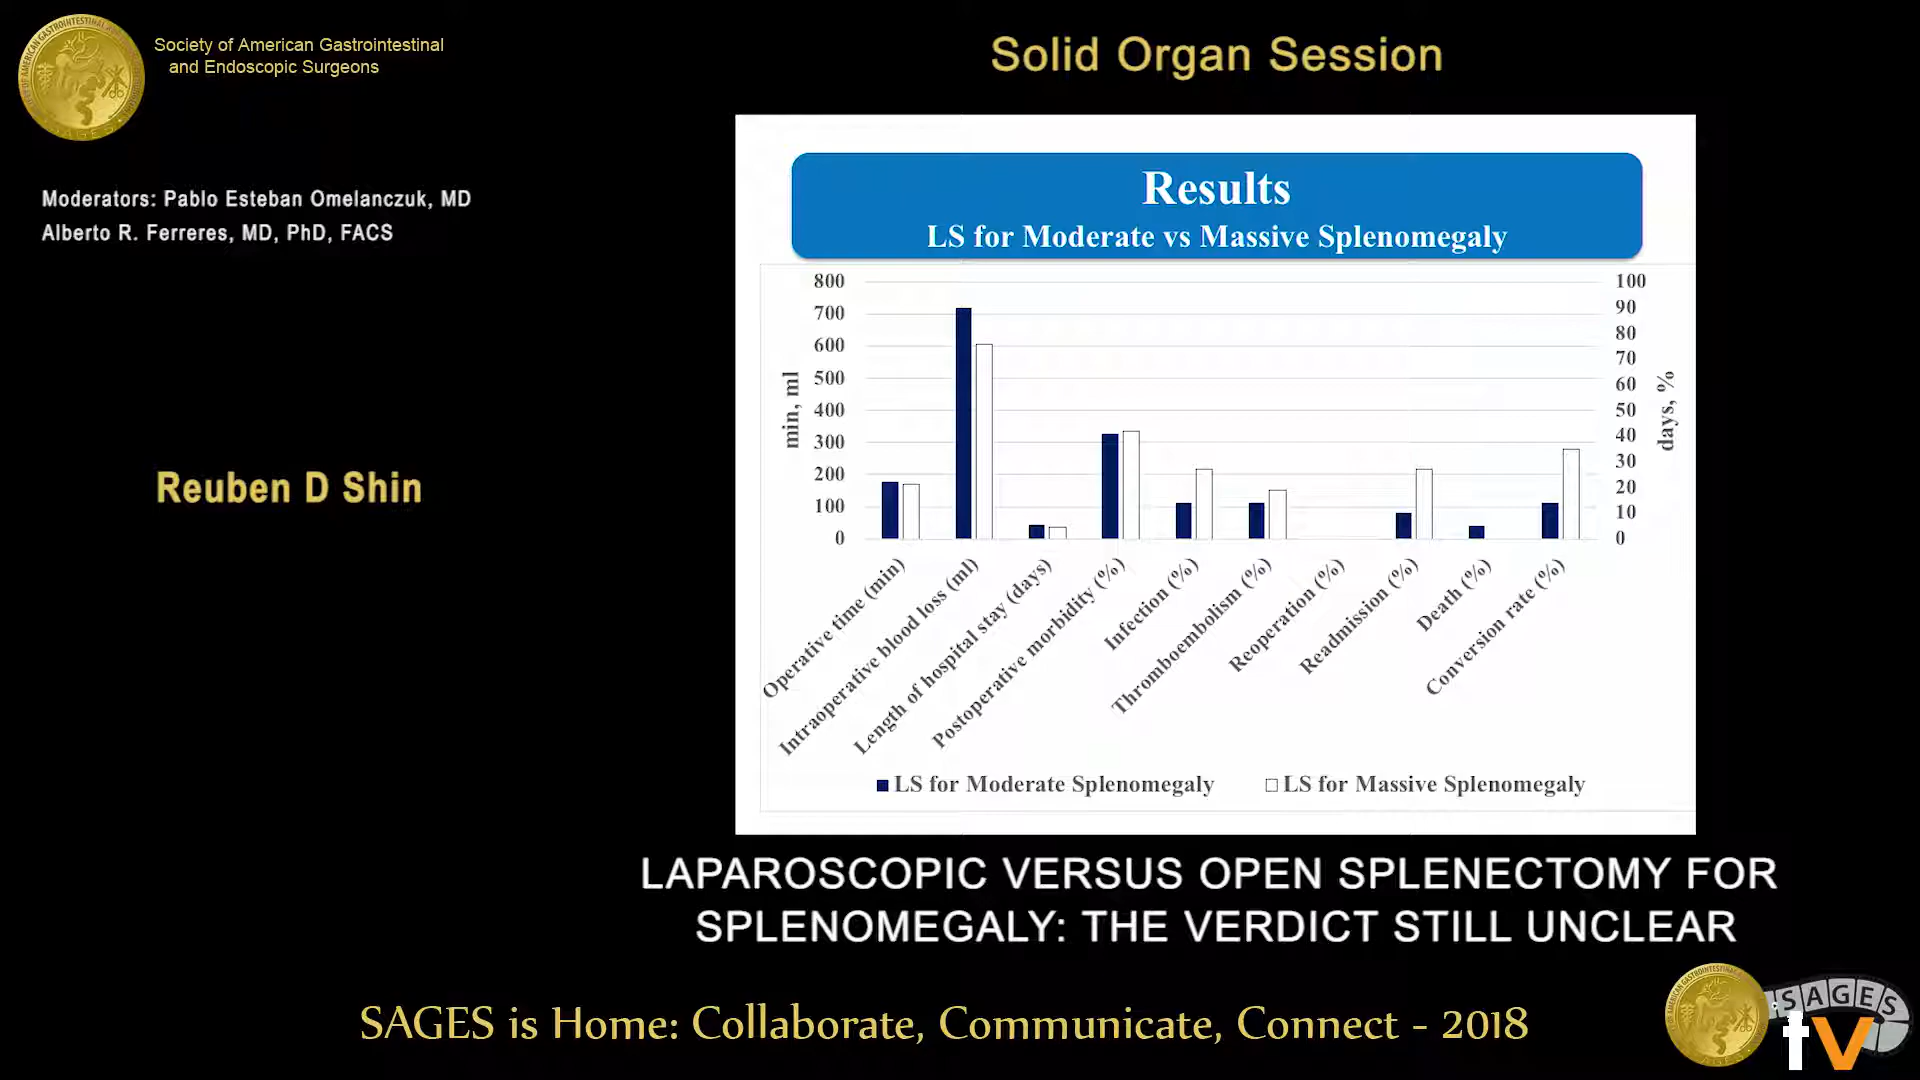 Society of American Gastrointestinal
and Endoscopic Surgeons
Solid Organ Session
Moderators: Pablo Esteban Omelanczuk, MD
Alberto R. Ferreres, MD, PhD, FACS
Reuben D Shin
Results
LS for Moderate vs Massive Splenomegaly
800
700
600
500
400
300
200
100
0
min, ml
100
90
80
70
60
50
40
30
20
10
0
days, %
Operative time (min)
Intraoperative blood loss (ml)
Length of hospital stay (days)
Postoperative morbidity (%)
Infection (%)
Thromboembolism (%)
Reoperation (%)
Readmission (%)
Death (%)
Conversion rate (%)
LS for Moderate Splenomegaly
LS for Massive Splenomegaly
LAPAROSCOPIC VERSUS OPEN SPLENECTOMY FOR
SPLENOMEGALY: THE VERDICT STILL UNCLEAR
SAGES is Home: Collaborate, Communicate, Connect - 2018
SAGES
tv